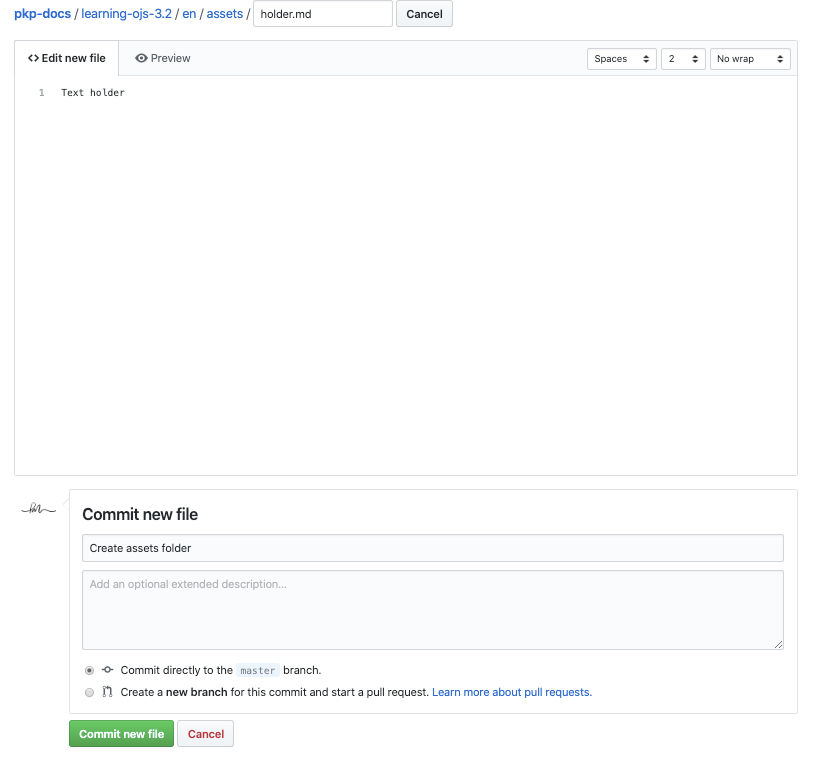 pkp-docs / learning-ojs-3.2 / en / assets / holder.md Cancel
<> Edit new file Preview Spaces 2 No wrap
1 Text holder
Commit new file
Create assets folder
Add an optional extended description...
Commit directly to the master branch.
Create a new branch for this commit and start a pull request. Learn more about pull requests.
Commit new file Cancel